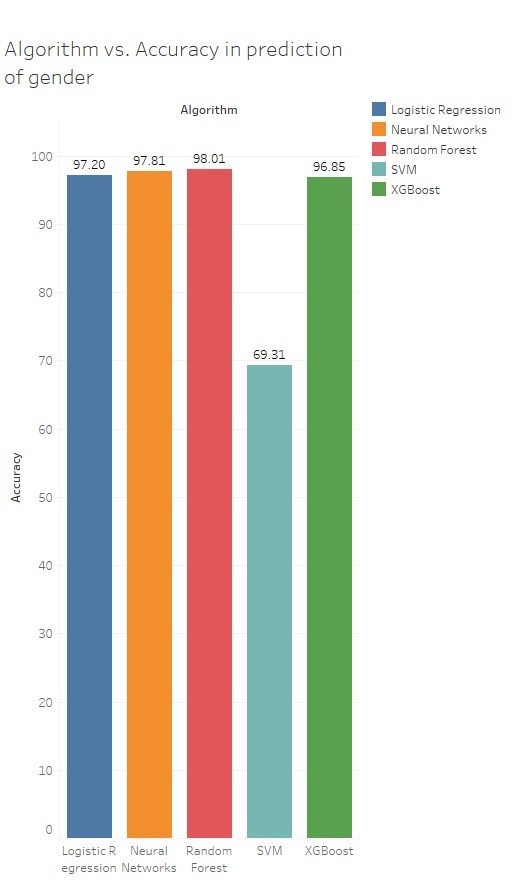 Algorithm vs. Accuracy in prediction
of gender
Algorithm
Logistic Regression
Neural Networks
Random Forest
SVM
XGBoost
100
90
80
70
60
50
40
30
20
10
0
Accuracy
97.20
97.81
98.01
69.31
96.85
Logistic R
egression
Neural
Networks
Random
Forest
SVM
XGBoost